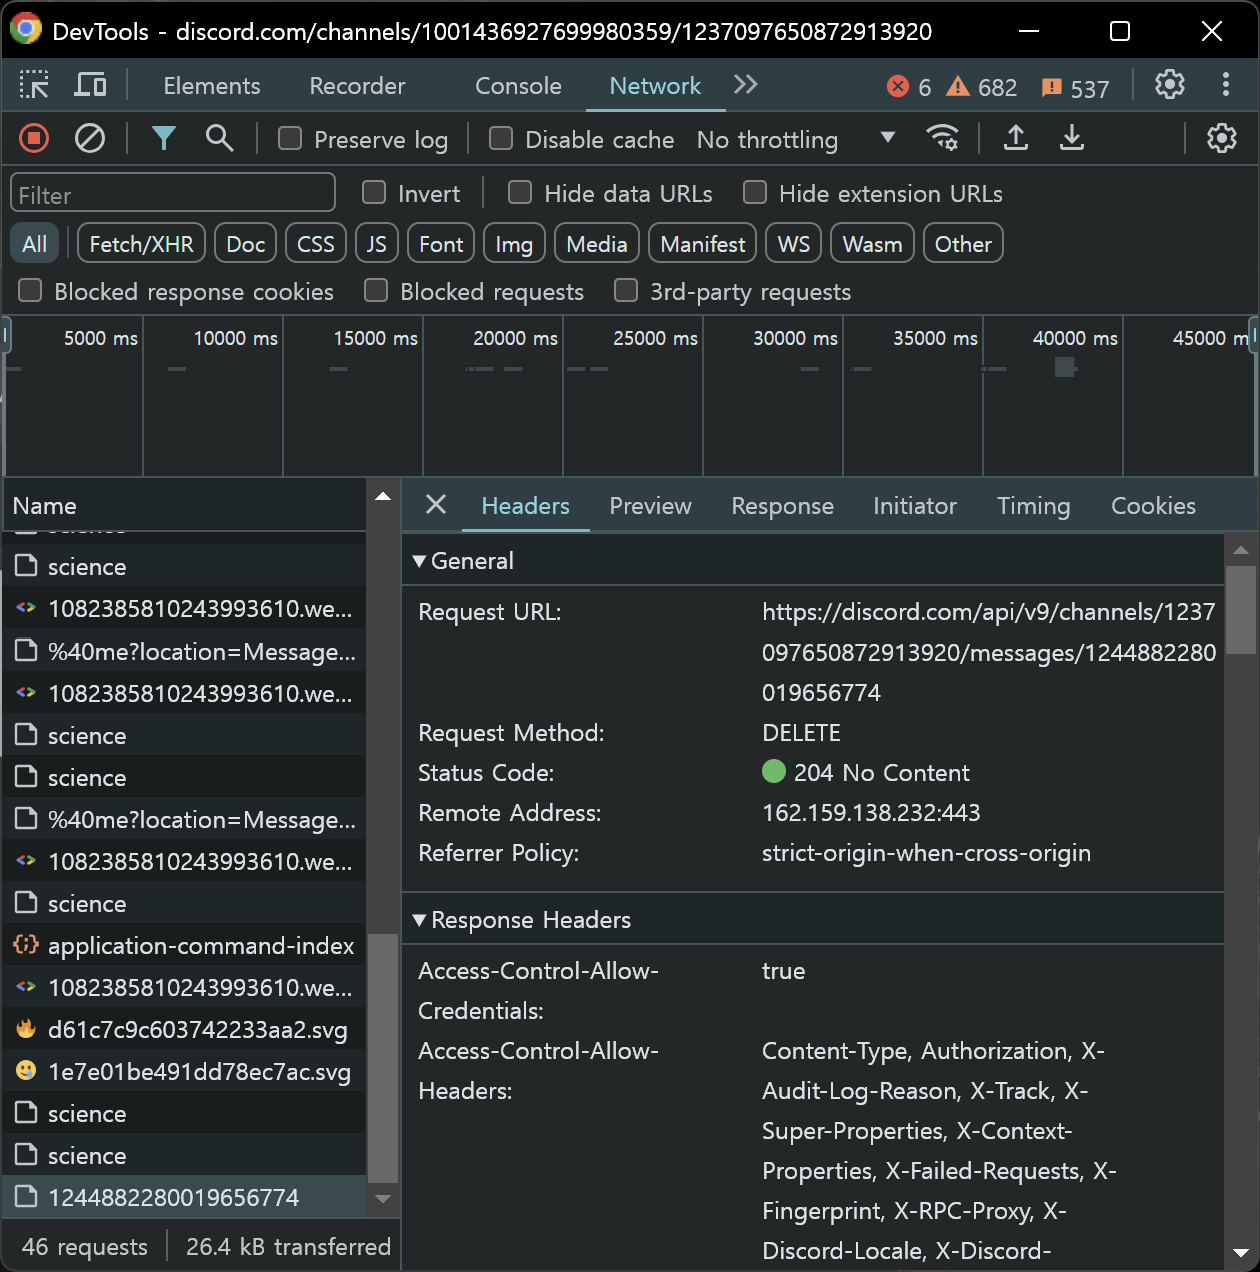 DevTools - discord.com/channels/1001436927699980359/1237097650872913920
Elements Recorder Console Network 6 682 537
Preserve log Disable cache No throttling
Filter Invert Hide data URLs Hide extension URLs
All Fetch/XHR Doc CSS JS Font Img Media Manifest WS Wasm Other
Blocked response cookies Blocked requests 3rd-party requests
5000 ms 10000 ms 15000 ms 20000 ms 25000 ms 30000 ms 35000 ms 40000 ms 45000 m
Name
science
science
1082385810243993610.we...
%40me?location=Message...
1082385810243993610.we...
science
science
%40me?location=Message...
1082385810243993610.we...
science
application-command-index
1082385810243993610.we...
d61c7c9c603742233aa2.svg
1e7e01be491dd78ec7ac.svg
science
science
1244882280019656774
46 requests 26.4 kB transferred
Headers Preview Response Initiator Timing Cookies
General
Request URL: https://discord.com/api/v9/channels/1237
097650872913920/messages/1244882280
019656774
Request Method: DELETE
Status Code: 204 No Content
Remote Address: 162.159.138.232:443
Referrer Policy: strict-origin-when-cross-origin
Response Headers
Access-Control-Allow- true
Credentials:
Access-Control-Allow- Content-Type, Authorization, X-
Headers: Audit-Log-Reason, X-Track, X-
Super-Properties, X-Context-
Properties, X-Failed-Requests, X-
Fingerprint, X-RPC-Proxy, X-
Discord-Locale, X-Discord-